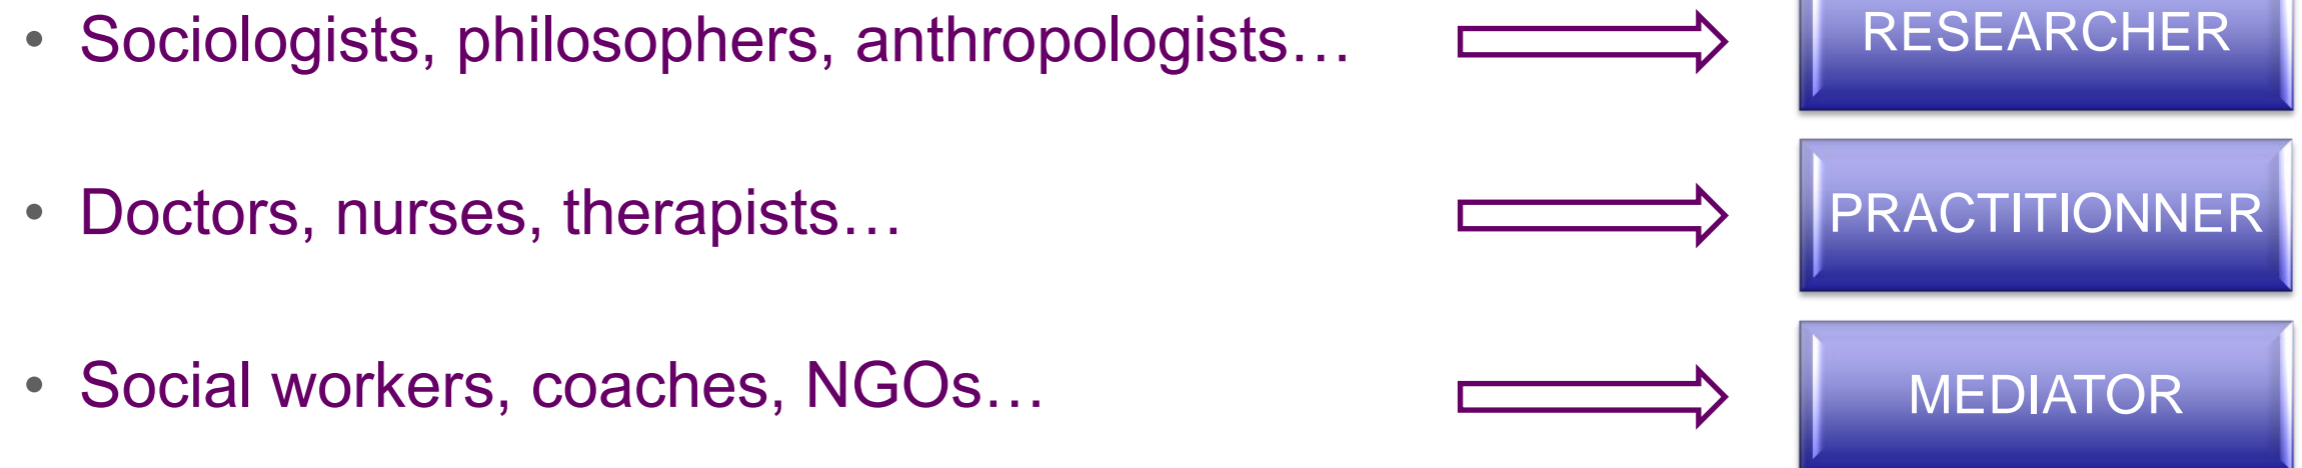 • Sociologists, philosophers, anthropologists… RESEARCHER
• Doctors, nurses, therapists… PRACTITIONNER
• Social workers, coaches, NGOs… MEDIATOR